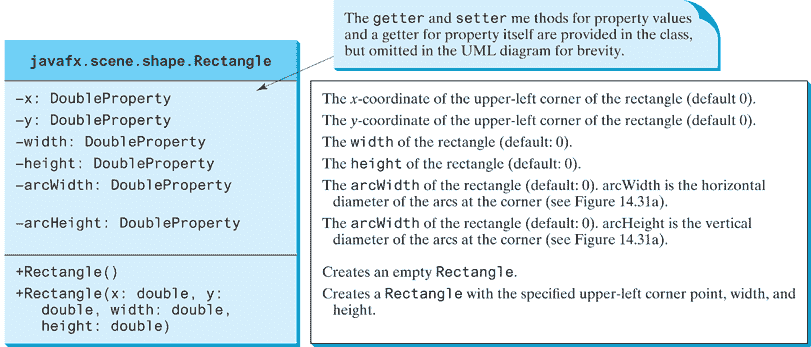 The getter and setter me thods for property values
and a getter for property itself are provided in the class,
but omitted in the UML diagram for brevity.
javafx.scene.shape.Rectangle
-x: DoubleProperty
The x-coordinate of the upper-left corner of the rectangle (default 0).
-y: DoubleProperty
The y-coordinate of the upper-left corner of the rectangle (default 0).
-width: DoubleProperty
The width of the rectangle (default: 0).
-height: DoubleProperty
The height of the rectangle (default: 0).
-arcWidth: DoubleProperty
The arcWidth of the rectangle (default: 0). arcWidth is the horizontal
diameter of the arcs at the corner (see Figure 14.31a).
-arcHeight: DoubleProperty
The arcWidth of the rectangle (default: 0). arcHeight is the vertical
diameter of the arcs at the corner (see Figure 14.31a).
+Rectangle()
Creates an empty Rectangle.
+Rectangle(x: double, y:
double, width: double,
height: double)
Creates a Rectangle with the specified upper-left corner point, width, and
height.